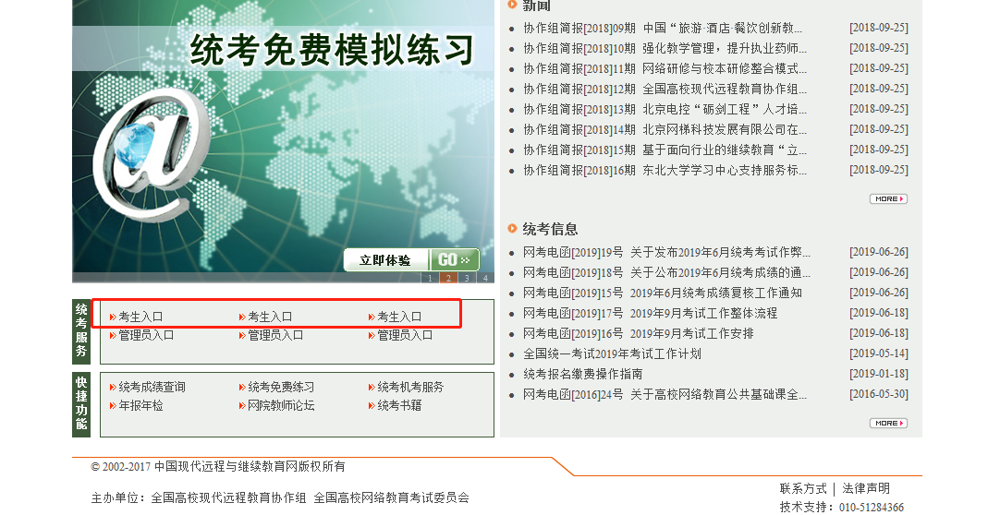 统考免费模拟练习
立即体验 GO
1 2 3 4
新闻
协作组简报[2018]09期 中国“旅游·酒店·餐饮创新教... [2018-09-25]
协作组简报[2018]10期 强化教学管理，提升执业药师... [2018-09-25]
协作组简报[2018]11期 网络研修与校本研修整合模式... [2018-09-25]
协作组简报[2018]12期 全国高校现代远程教育协作组... [2018-09-25]
协作组简报[2018]13期 北京电控“砺剑工程”人才培... [2018-09-25]
协作组简报[2018]14期 北京网梯科技发展有限公司在... [2018-09-25]
协作组简报[2018]15期 基于面向行业的继续教育“立... [2018-09-25]
协作组简报[2018]16期 东北大学学习中心支持服务标... [2018-09-25]
MORE
统考信息
网考电函[2019]19号 关于发布2019年6月统考考试作弊... [2019-06-26]
网考电函[2019]18号 关于公布2019年6月统考成绩的通... [2019-06-26]
网考电函[2019]15号 2019年6月统考成绩复核工作通知 [2019-06-26]
网考电函[2019]17号 2019年9月考试工作整体流程 [2019-06-18]
网考电函[2019]16号 2019年9月考试工作安排 [2019-06-18]
全国统一考试2019年考试工作计划 [2019-05-14]
统考报名缴费操作指南 [2019-01-18]
网考电函[2016]24号 关于高校网络教育公共基础课全... [2016-05-30]
MORE
统考服务
考生入口 考生入口 考生入口
管理员入口 管理员入口 管理员入口
快捷功能
统考成绩查询 统考免费练习 统考机考服务
年报年检 网院教师论坛 统考书籍
© 2002-2017 中国现代远程与继续教育网版权所有
主办单位：全国高校现代远程教育协作组 全国高校网络教育考试委员会
联系方式 │ 法律声明
技术支持：010-51284366